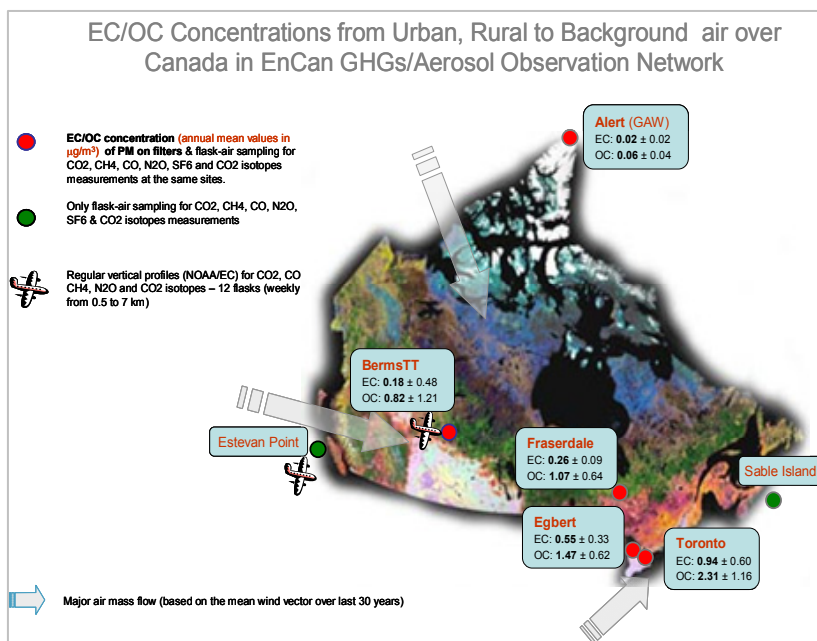 EC/OC Concentrations from Urban, Rural to Background air over
Canada in EnCan GHGs/Aerosol Observation Network
EC/OC concentration (annual mean values in
µg/m³) of PM on filters & flask-air sampling for
CO2, CH4, CO, N2O, SF6 and CO2 isotopes
measurements at the same sites.
Only flask-air sampling for CO2, CH4, CO, N2O,
SF6 & CO2 isotopes measurements
Regular vertical profiles (NOAA/EC) for CO2, CO
CH4, N2O and CO2 isotopes – 12 flasks (weekly
from 0.5 to 7 km)
Alert (GAW)
EC: 0.02 ± 0.02
OC: 0.06 ± 0.04
BermsTT
EC: 0.18 ± 0.48
OC: 0.82 ± 1.21
Estevan Point
Fraserdale
EC: 0.26 ± 0.09
OC: 1.07 ± 0.64
Sable Island
Egbert
EC: 0.55 ± 0.33
OC: 1.47 ± 0.62
Toronto
EC: 0.94 ± 0.60
OC: 2.31 ± 1.16
Major air mass flow (based on the mean wind vector over last 30 years)